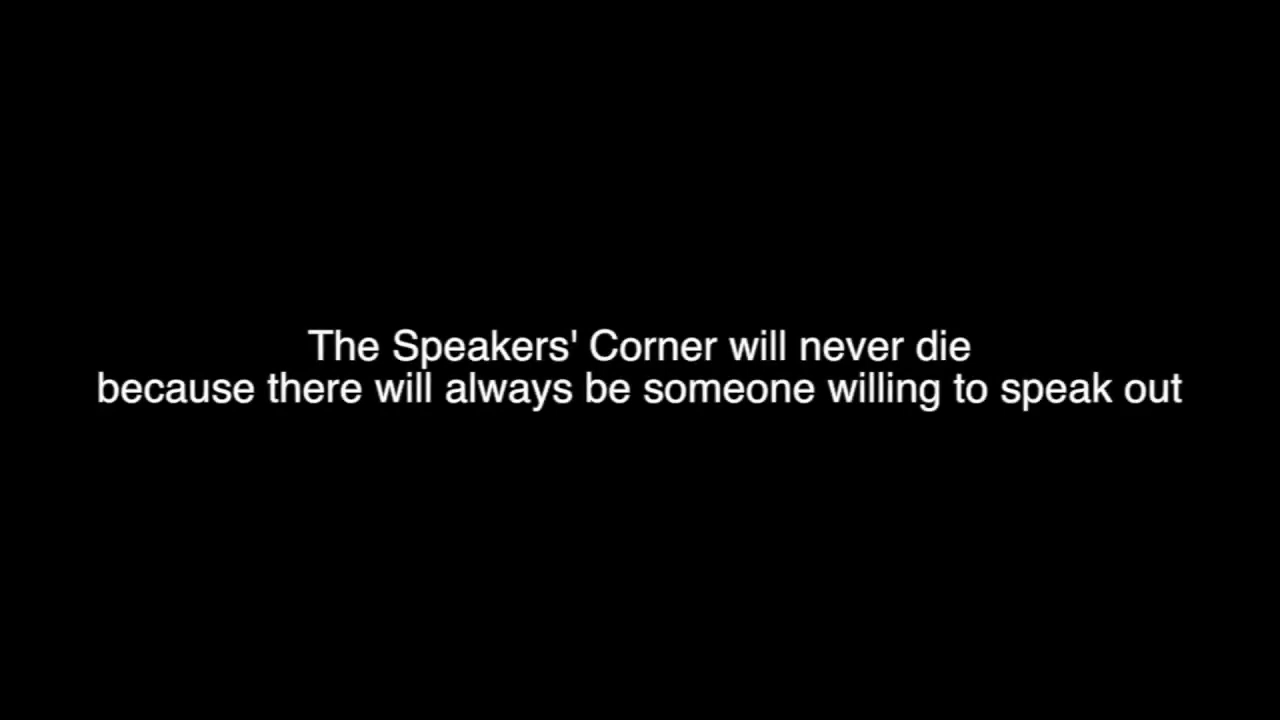 The Speakers' Corner will never die
because there will always be someone willing to speak out